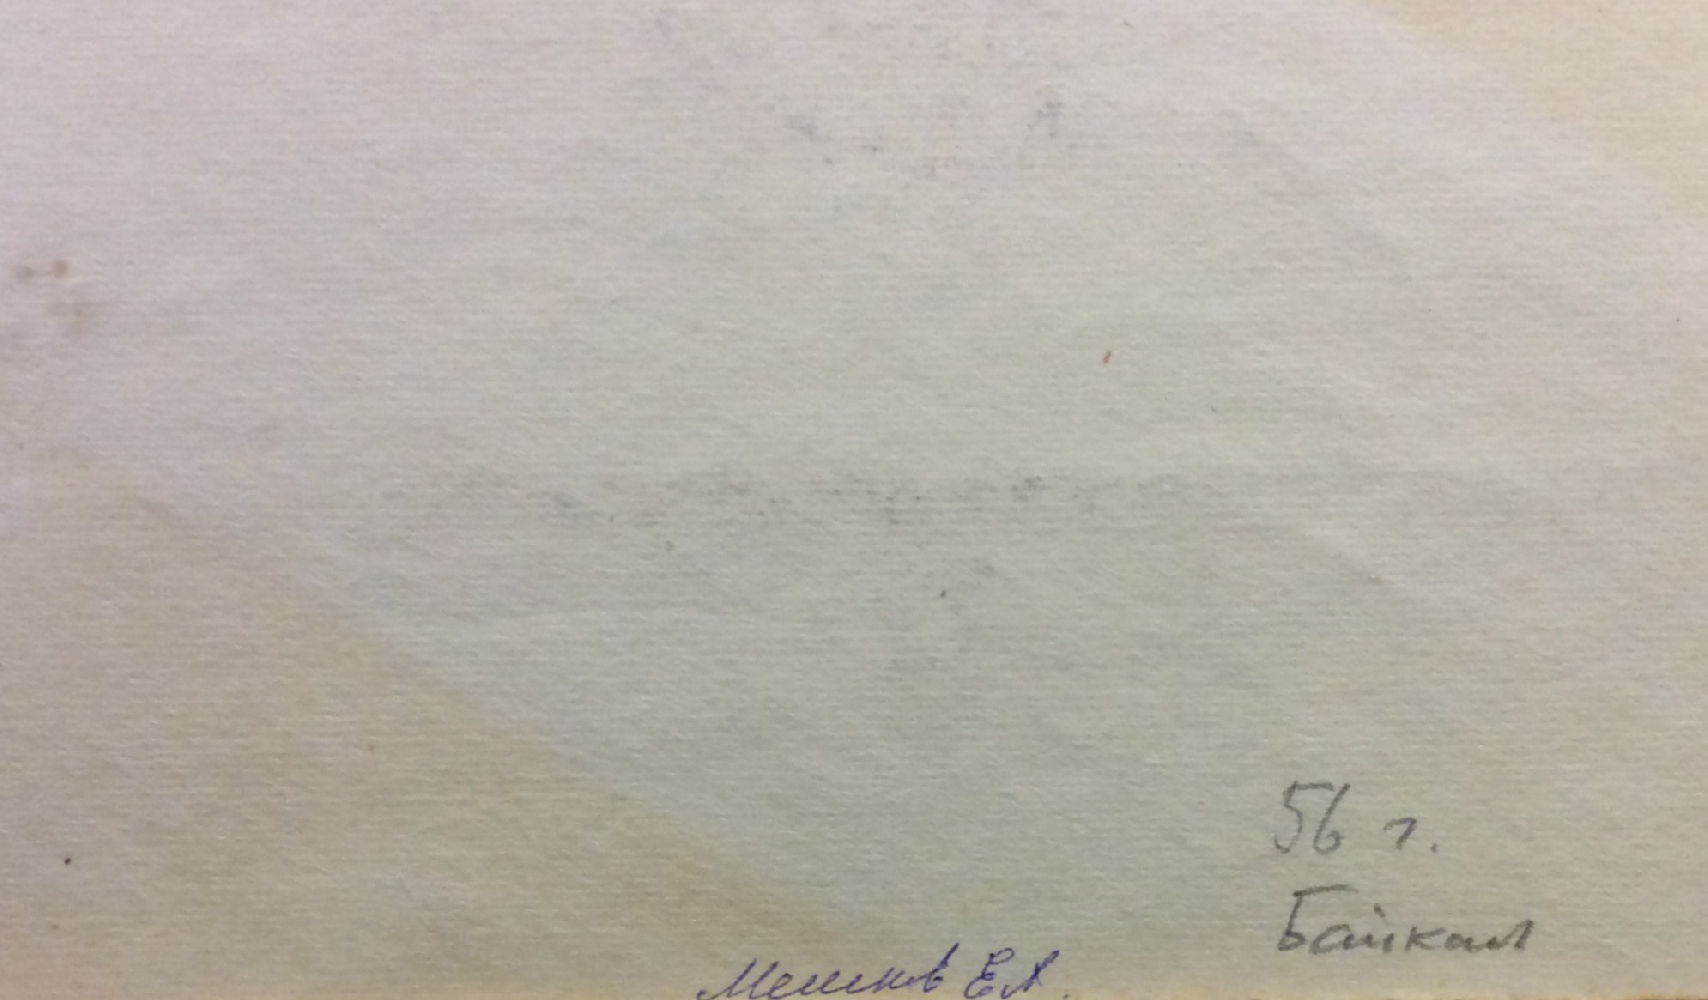 56 г.
Байкал
Мешков Е.А.